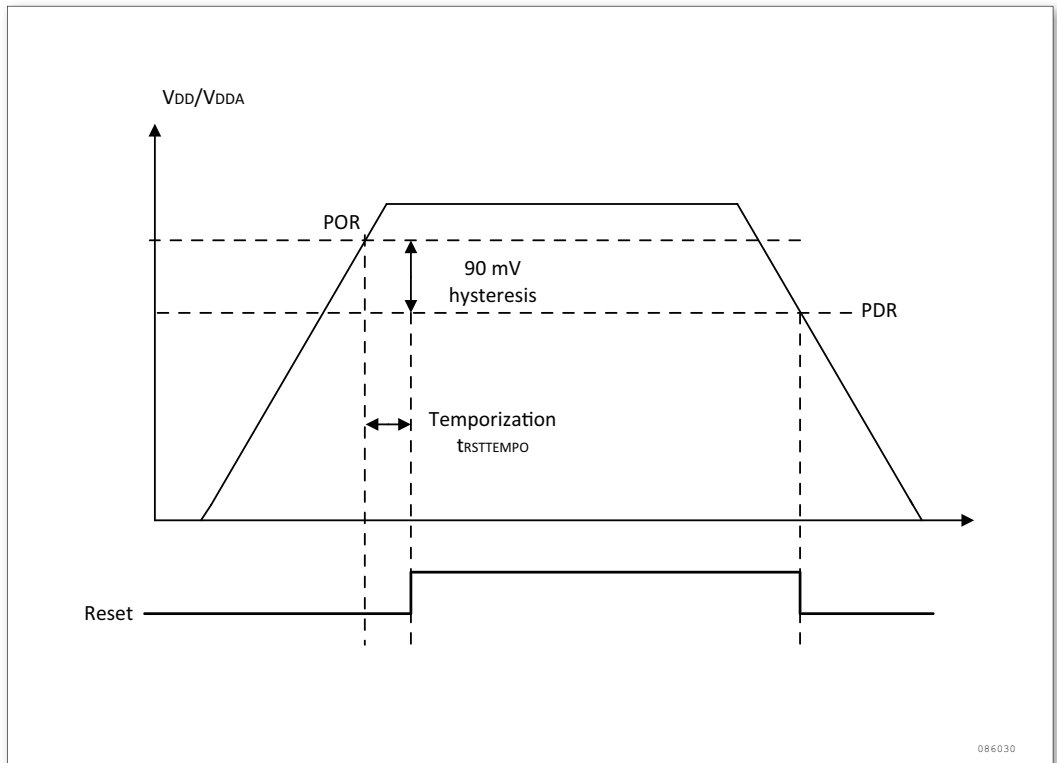 VDD/VDDA
POR
90 mV
hysteresis
PDR
Temporization
tRSTTEMPO
Reset
086030